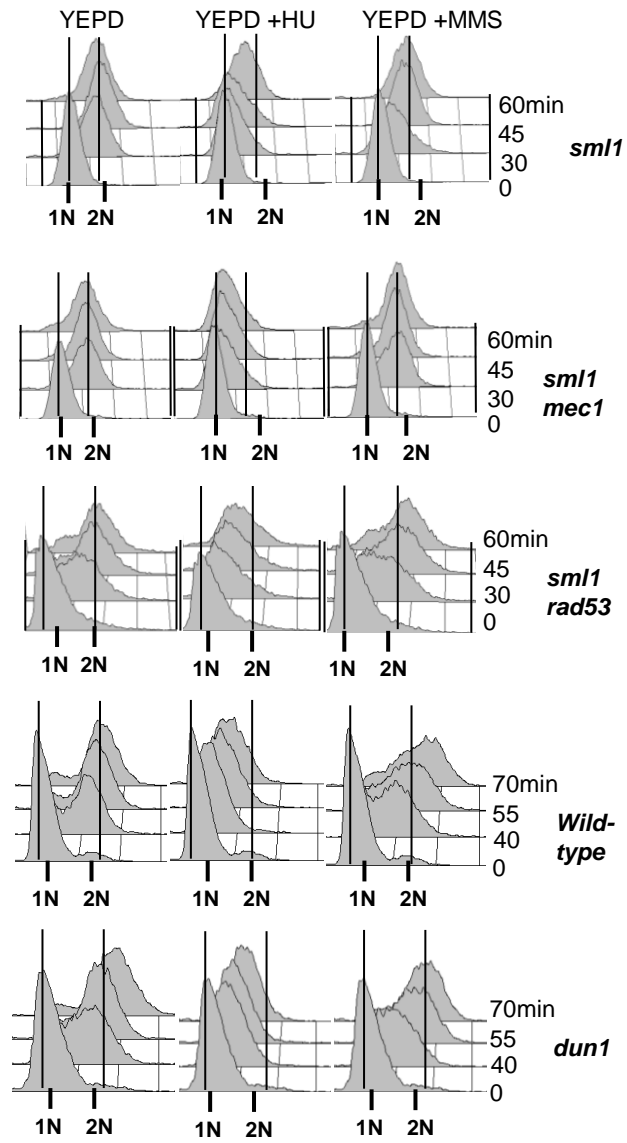 YEPD YEPD +HU YEPD +MMS
60min
45
30
0
sml1
1N 2N 1N 2N 1N 2N
60min
45
30
0
sml1
mec1
1N 2N 1N 2N 1N 2N
60min
45
30
0
sml1
rad53
1N 2N 1N 2N 1N 2N
70min
55
40
0
Wild-
type
1N 2N 1N 2N 1N 2N
70min
55
40
0
dun1
1N 2N 1N 2N 1N 2N